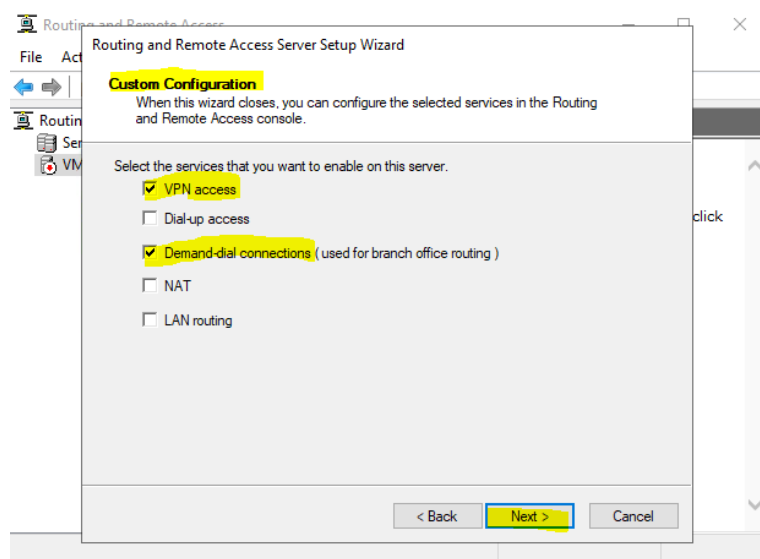 Routing and Remote Access
Routing and Remote Access Server Setup Wizard
File Act
Custom Configuration
When this wizard closes, you can configure the selected services in the Routing
and Remote Access console.
Routin
Ser
VM
Select the services that you want to enable on this server.
VPN access
Dial-up access
click
Demand-dial connections ( used for branch office routing )
NAT
LAN routing
< Back Next > Cancel